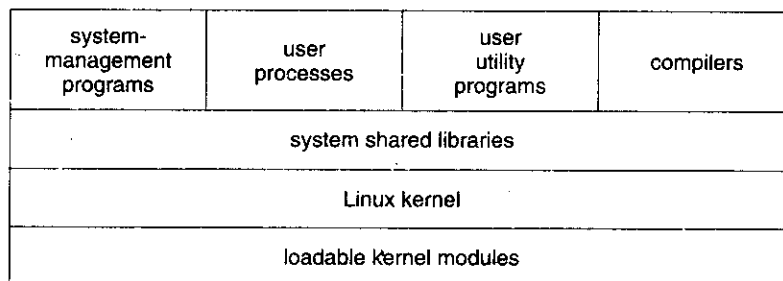 system-
management
programs
user
processes
user
utility
programs
compilers
system shared libraries
Linux kernel
loadable kernel modules